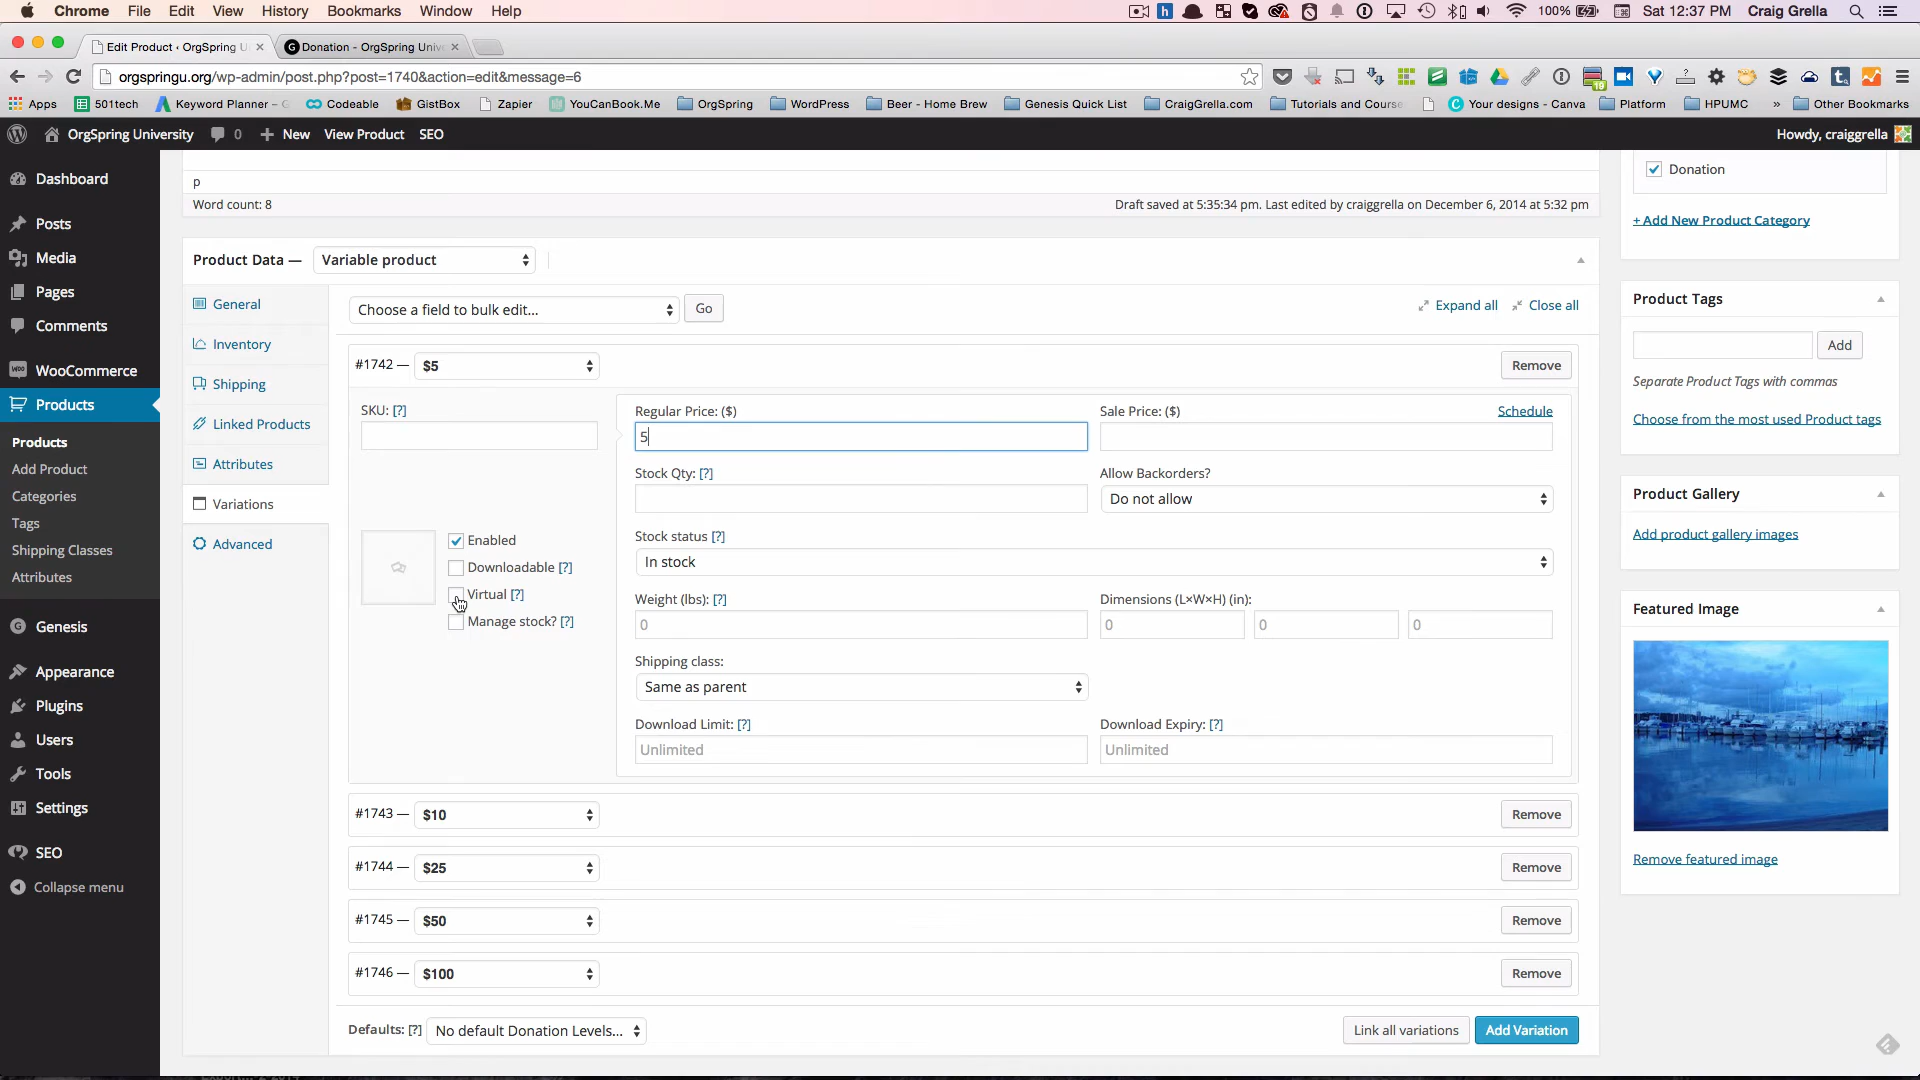 Chrome File Edit View History Bookmarks Window Help
100% Sat 12:37 PM Craig Grella
Edit Product ‹ OrgSpring U
Donation - OrgSpring Univ
orgspringu.org/wp-admin/post.php?post=1740&action=edit&message=6
Apps 501tech Keyword Planner – Codeable GistBox Zapier YouCanBook.Me OrgSpring WordPress Beer - Home Brew Genesis Quick List CraigGrella.com Tutorials and Course Your designs - Canva Platform HPUMC » Other Bookmarks
OrgSpring University 0 New View Product SEO
Howdy, craiggrella
Dashboard
Posts
Media
Pages
Comments
WooCommerce
Products
Products
Add Product
Categories
Tags
Shipping Classes
Attributes
Genesis
Appearance
Plugins
Users
Tools
Settings
SEO
Collapse menu
p
Word count: 8
Draft saved at 5:35:34 pm. Last edited by craiggrella on December 6, 2014 at 5:32 pm
Product Data — Variable product
General
Inventory
Shipping
Linked Products
Attributes
Variations
Advanced
Choose a field to bulk edit... Go
Expand all Close all
#1742 — $5 Remove
SKU: [?]
Enabled
Downloadable [?]
Virtual [?]
Manage stock? [?]
Regular Price: ($)
5
Sale Price: ($) Schedule
Stock Qty: [?]
Allow Backorders?
Do not allow
Stock status [?]
In stock
Weight (lbs): [?]
0
Dimensions (L×W×H) (in):
0 0 0
Shipping class:
Same as parent
Download Limit: [?]
Unlimited
Download Expiry: [?]
Unlimited
#1743 — $10 Remove
#1744 — $25 Remove
#1745 — $50 Remove
#1746 — $100 Remove
Defaults: [?] No default Donation Levels...
Link all variations Add Variation
Donation
+ Add New Product Category
Product Tags
Add
Separate Product Tags with commas
Choose from the most used Product tags
Product Gallery
Add product gallery images
Featured Image
Remove featured image